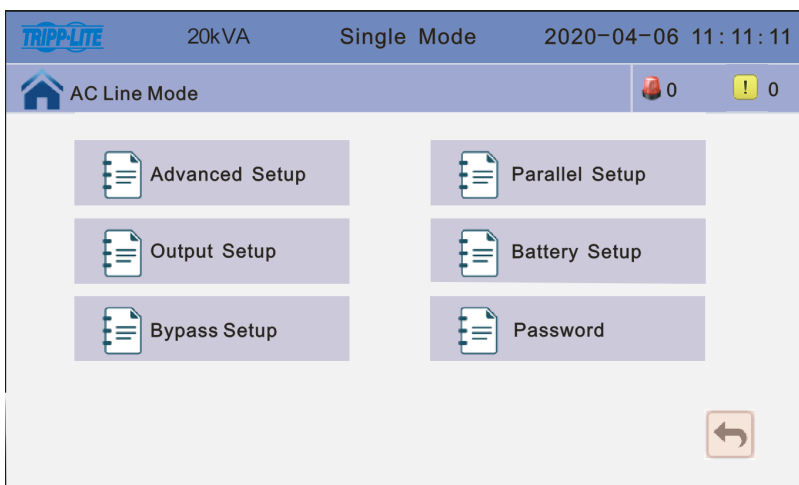 TRIPP·LITE 20kVA Single Mode 2020-04-06 11:11:11
AC Line Mode 0 ! 0
Advanced Setup Parallel Setup
Output Setup Battery Setup
Bypass Setup Password